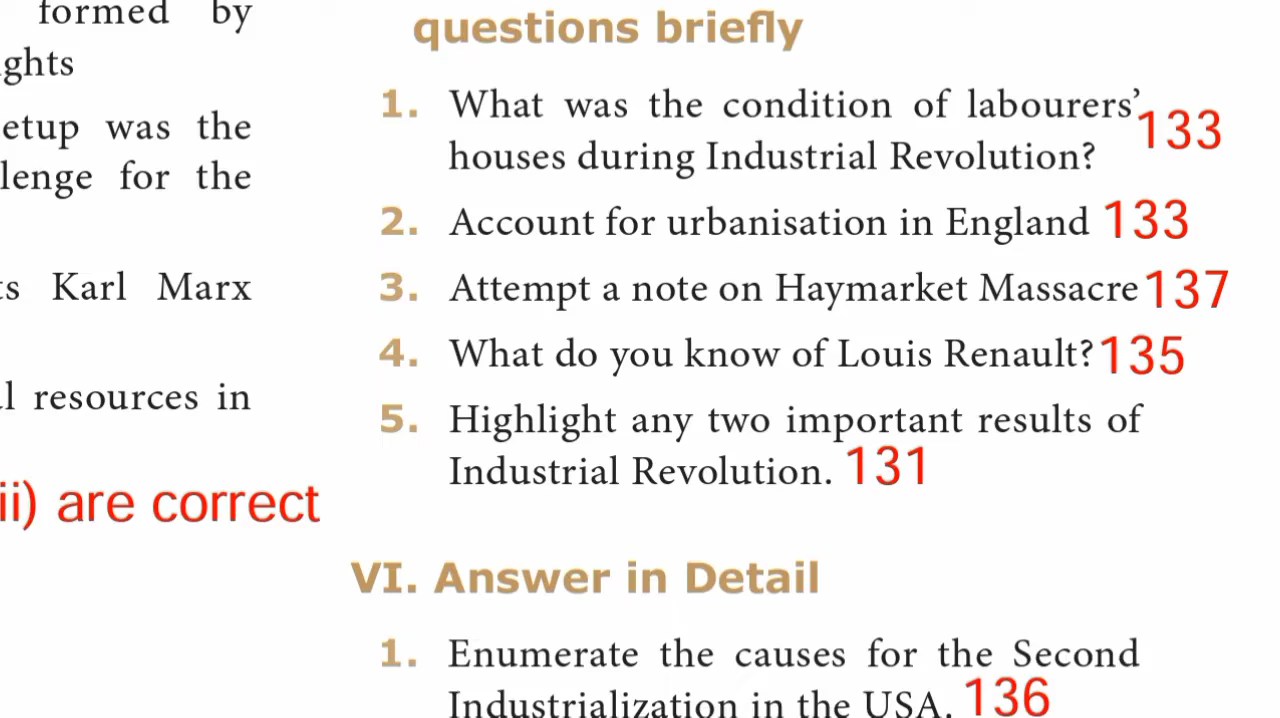 formed by
ghts
etup was the
lenge for the
ts Karl Marx
resources in
ii) are correct
questions briefly
1. What was the condition of labourers’
houses during Industrial Revolution? 133
2. Account for urbanisation in England 133
3. Attempt a note on Haymarket Massacre 137
4. What do you know of Louis Renault? 135
5. Highlight any two important results of
Industrial Revolution. 131
VI. Answer in Detail
1. Enumerate the causes for the Second
Industrialization in the USA. 136